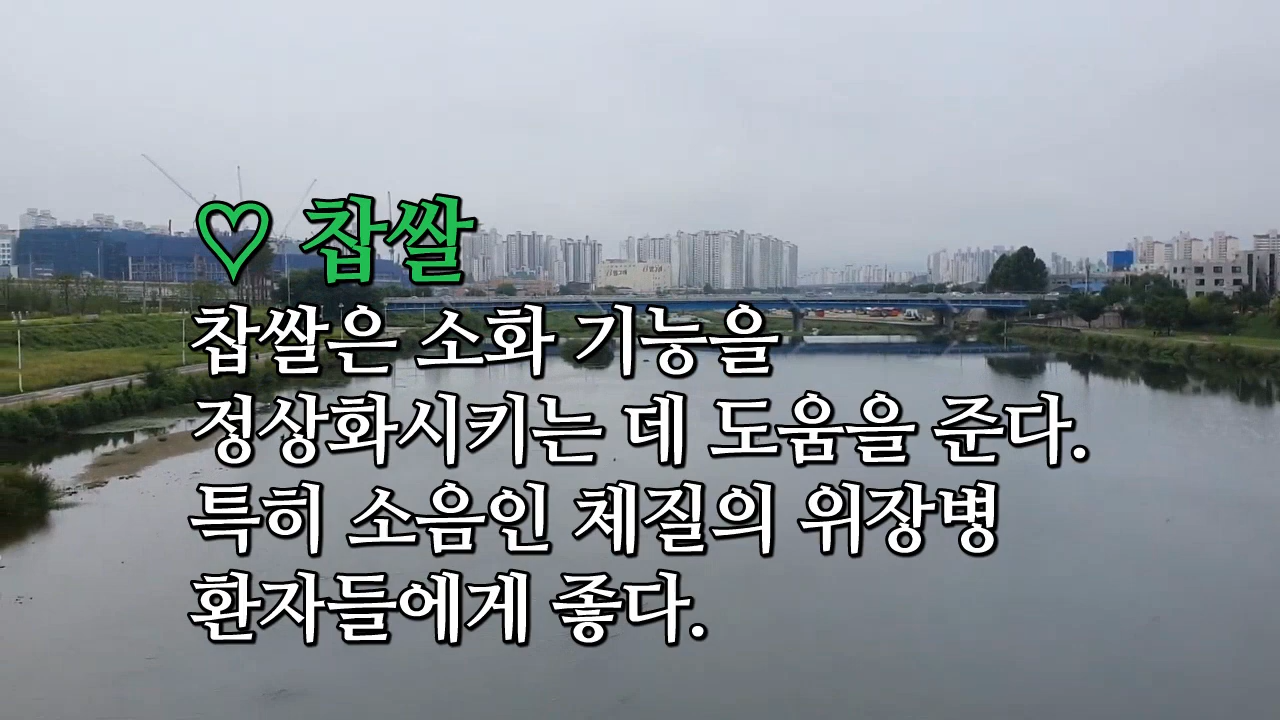 ♡ 찹쌀
찹쌀은 소화 기능을
정상화시키는 데 도움을 준다.
특히 소음인 체질의 위장병
환자들에게 좋다.